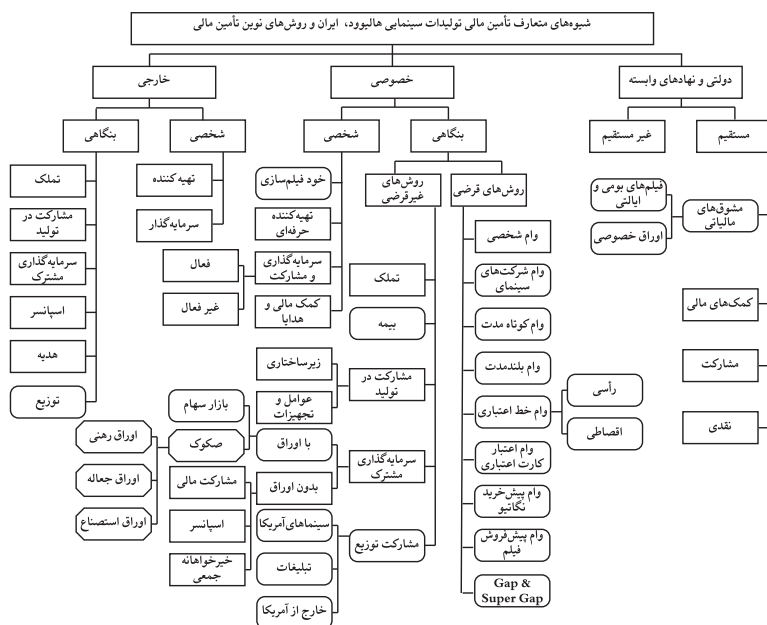 شیوه‌های متعارف تأمین مالی تولیدات سینمایی هالیوود، ایران و روش‌های نوین تأمین مالی
دولتی و نهادهای وابسته
خصوصی
خارجی
مستقیم
غیر مستقیم
بنگاهی
شخصی
شخصی
بنگاهی
مشوق‌های
مالیاتی
فیلم‌های بومی و
ایالتی
اوراق خصوصی
کمک‌های مالی
مشارکت
نقدی
روش‌های قرضی
وام شخصی
وام شرکت‌های
سینمای
وام کوتاه مدت
وام بلندمدت
وام خط اعتباری
رأسی
اقصاطی
وام اعتبار
کارت اعتباری
وام پیش‌خرید
نگاتیو
وام پیش‌فروش
فیلم
Gap &
Super Gap
روش‌های
غیرقرضی
تملک
بیمه
مشارکت در
تولید
زیرساختاری
عوامل و
تجهیزات
سرمایه‌گذاری
مشترک
با اوراق
بازار سهام
صکوک
اوراق رهنی
اوراق جعاله
اوراق استصناع
بدون اوراق
مشارکت مالی
اسپانسر
خیرخواهانه
جمعی
مشارکت توزیع
سینماهای آمریکا
تبلیغات
خارج از آمریکا
خود فیلم‌سازی
تهیه‌کننده
حرفه‌ای
سرمایه‌گذاری
و مشارکت
فعال
غیر فعال
کمک مالی و
هدایا
تهیه‌کننده
سرمایه‌گذار
تملک
مشارکت در
تولید
سرمایه‌گذاری
مشترک
اسپانسر
هدیه
توزیع